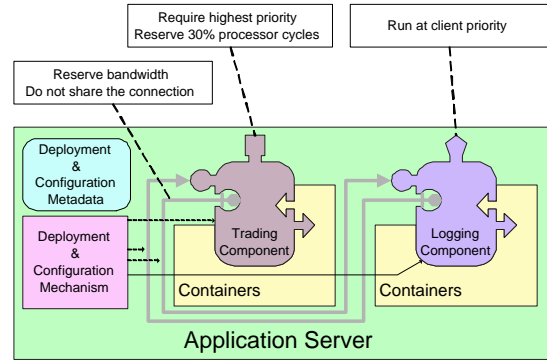 Require highest priority
Reserve 30% processor cycles
Run at client priority
Reserve bandwidth
Do not share the connection
Deployment
&
Configuration
Metadata
Deployment
&
Configuration
Mechanism
Trading
Component
Logging
Component
Containers
Containers
Application Server